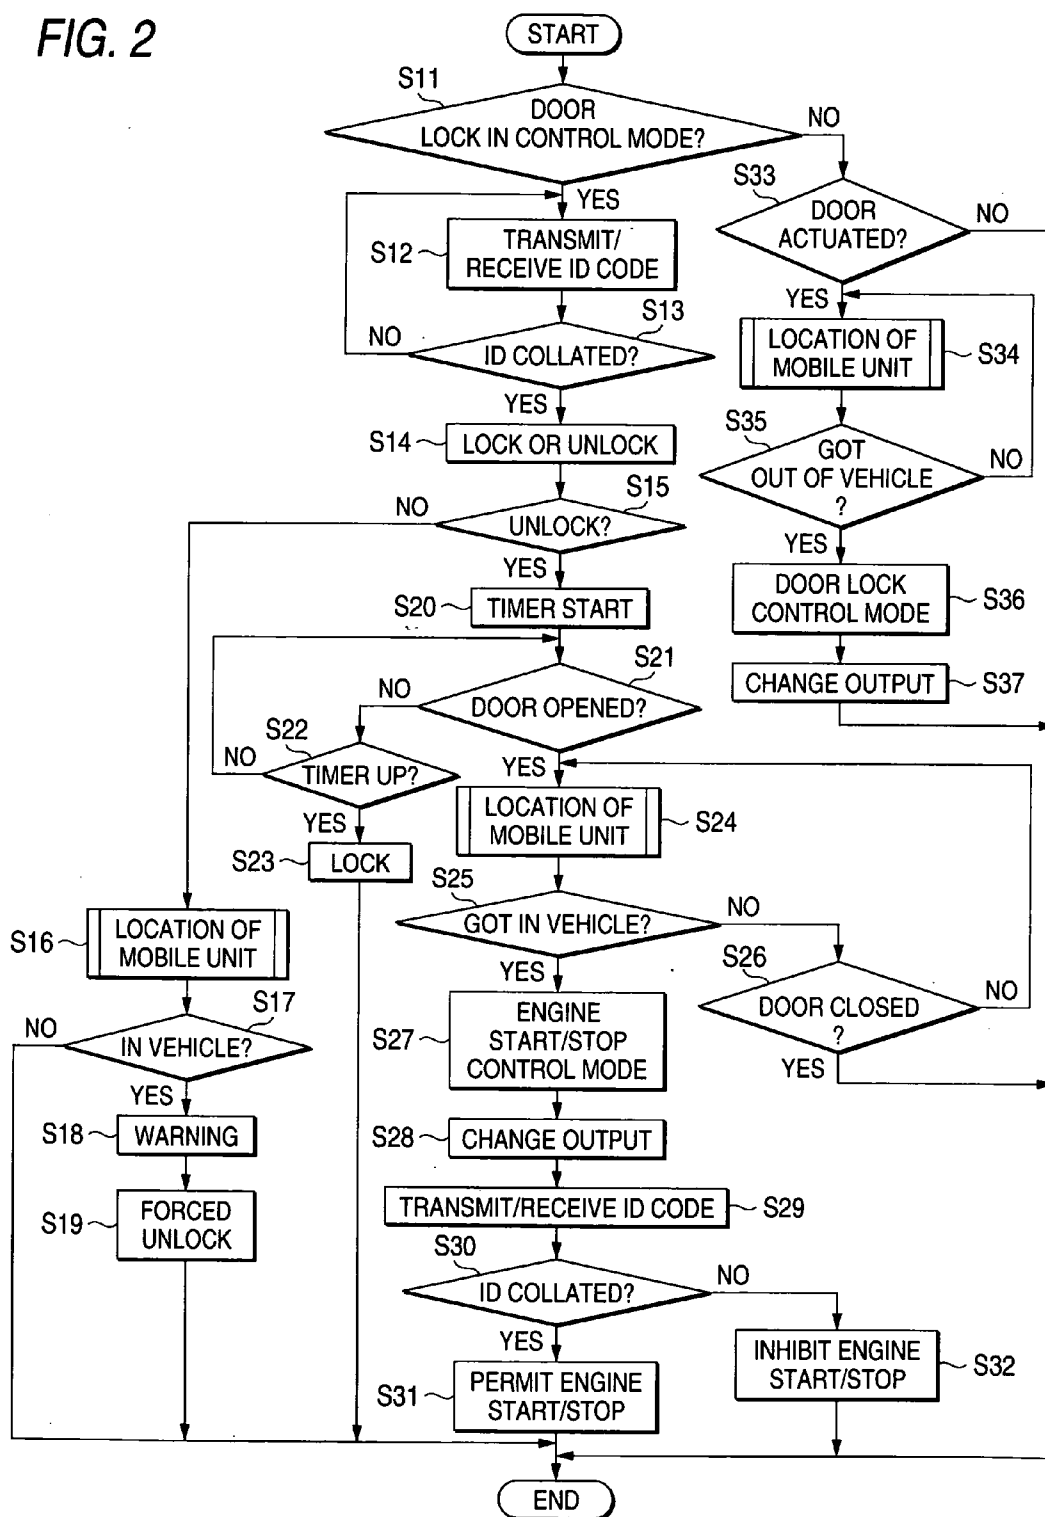 FIG. 2
START
S11
DOOR
LOCK IN CONTROL MODE?
NO
YES
S33
DOOR
ACTUATED?
NO
YES
S12
TRANSMIT/
RECEIVE ID CODE
S13
NO
ID COLLATED?
YES
LOCATION OF
MOBILE UNIT
S34
S14
LOCK OR UNLOCK
S35
GOT
OUT OF VEHICLE
?
NO
YES
S15
NO
UNLOCK?
YES
DOOR LOCK
CONTROL MODE
S36
S20
TIMER START
S21
NO
DOOR OPENED?
YES
CHANGE OUTPUT
S37
S22
NO
TIMER UP?
YES
S23
LOCK
LOCATION OF
MOBILE UNIT
S24
S25
GOT IN VEHICLE?
NO
YES
S16
LOCATION OF
MOBILE UNIT
S26
DOOR CLOSED
?
NO
YES
S17
NO
IN VEHICLE?
YES
S27
ENGINE
START/STOP
CONTROL MODE
S18
WARNING
S28
CHANGE OUTPUT
S19
FORCED
UNLOCK
TRANSMIT/RECEIVE ID CODE
S29
S30
ID COLLATED?
NO
YES
S31
PERMIT ENGINE
START/STOP
INHIBIT ENGINE
START/STOP
S32
END